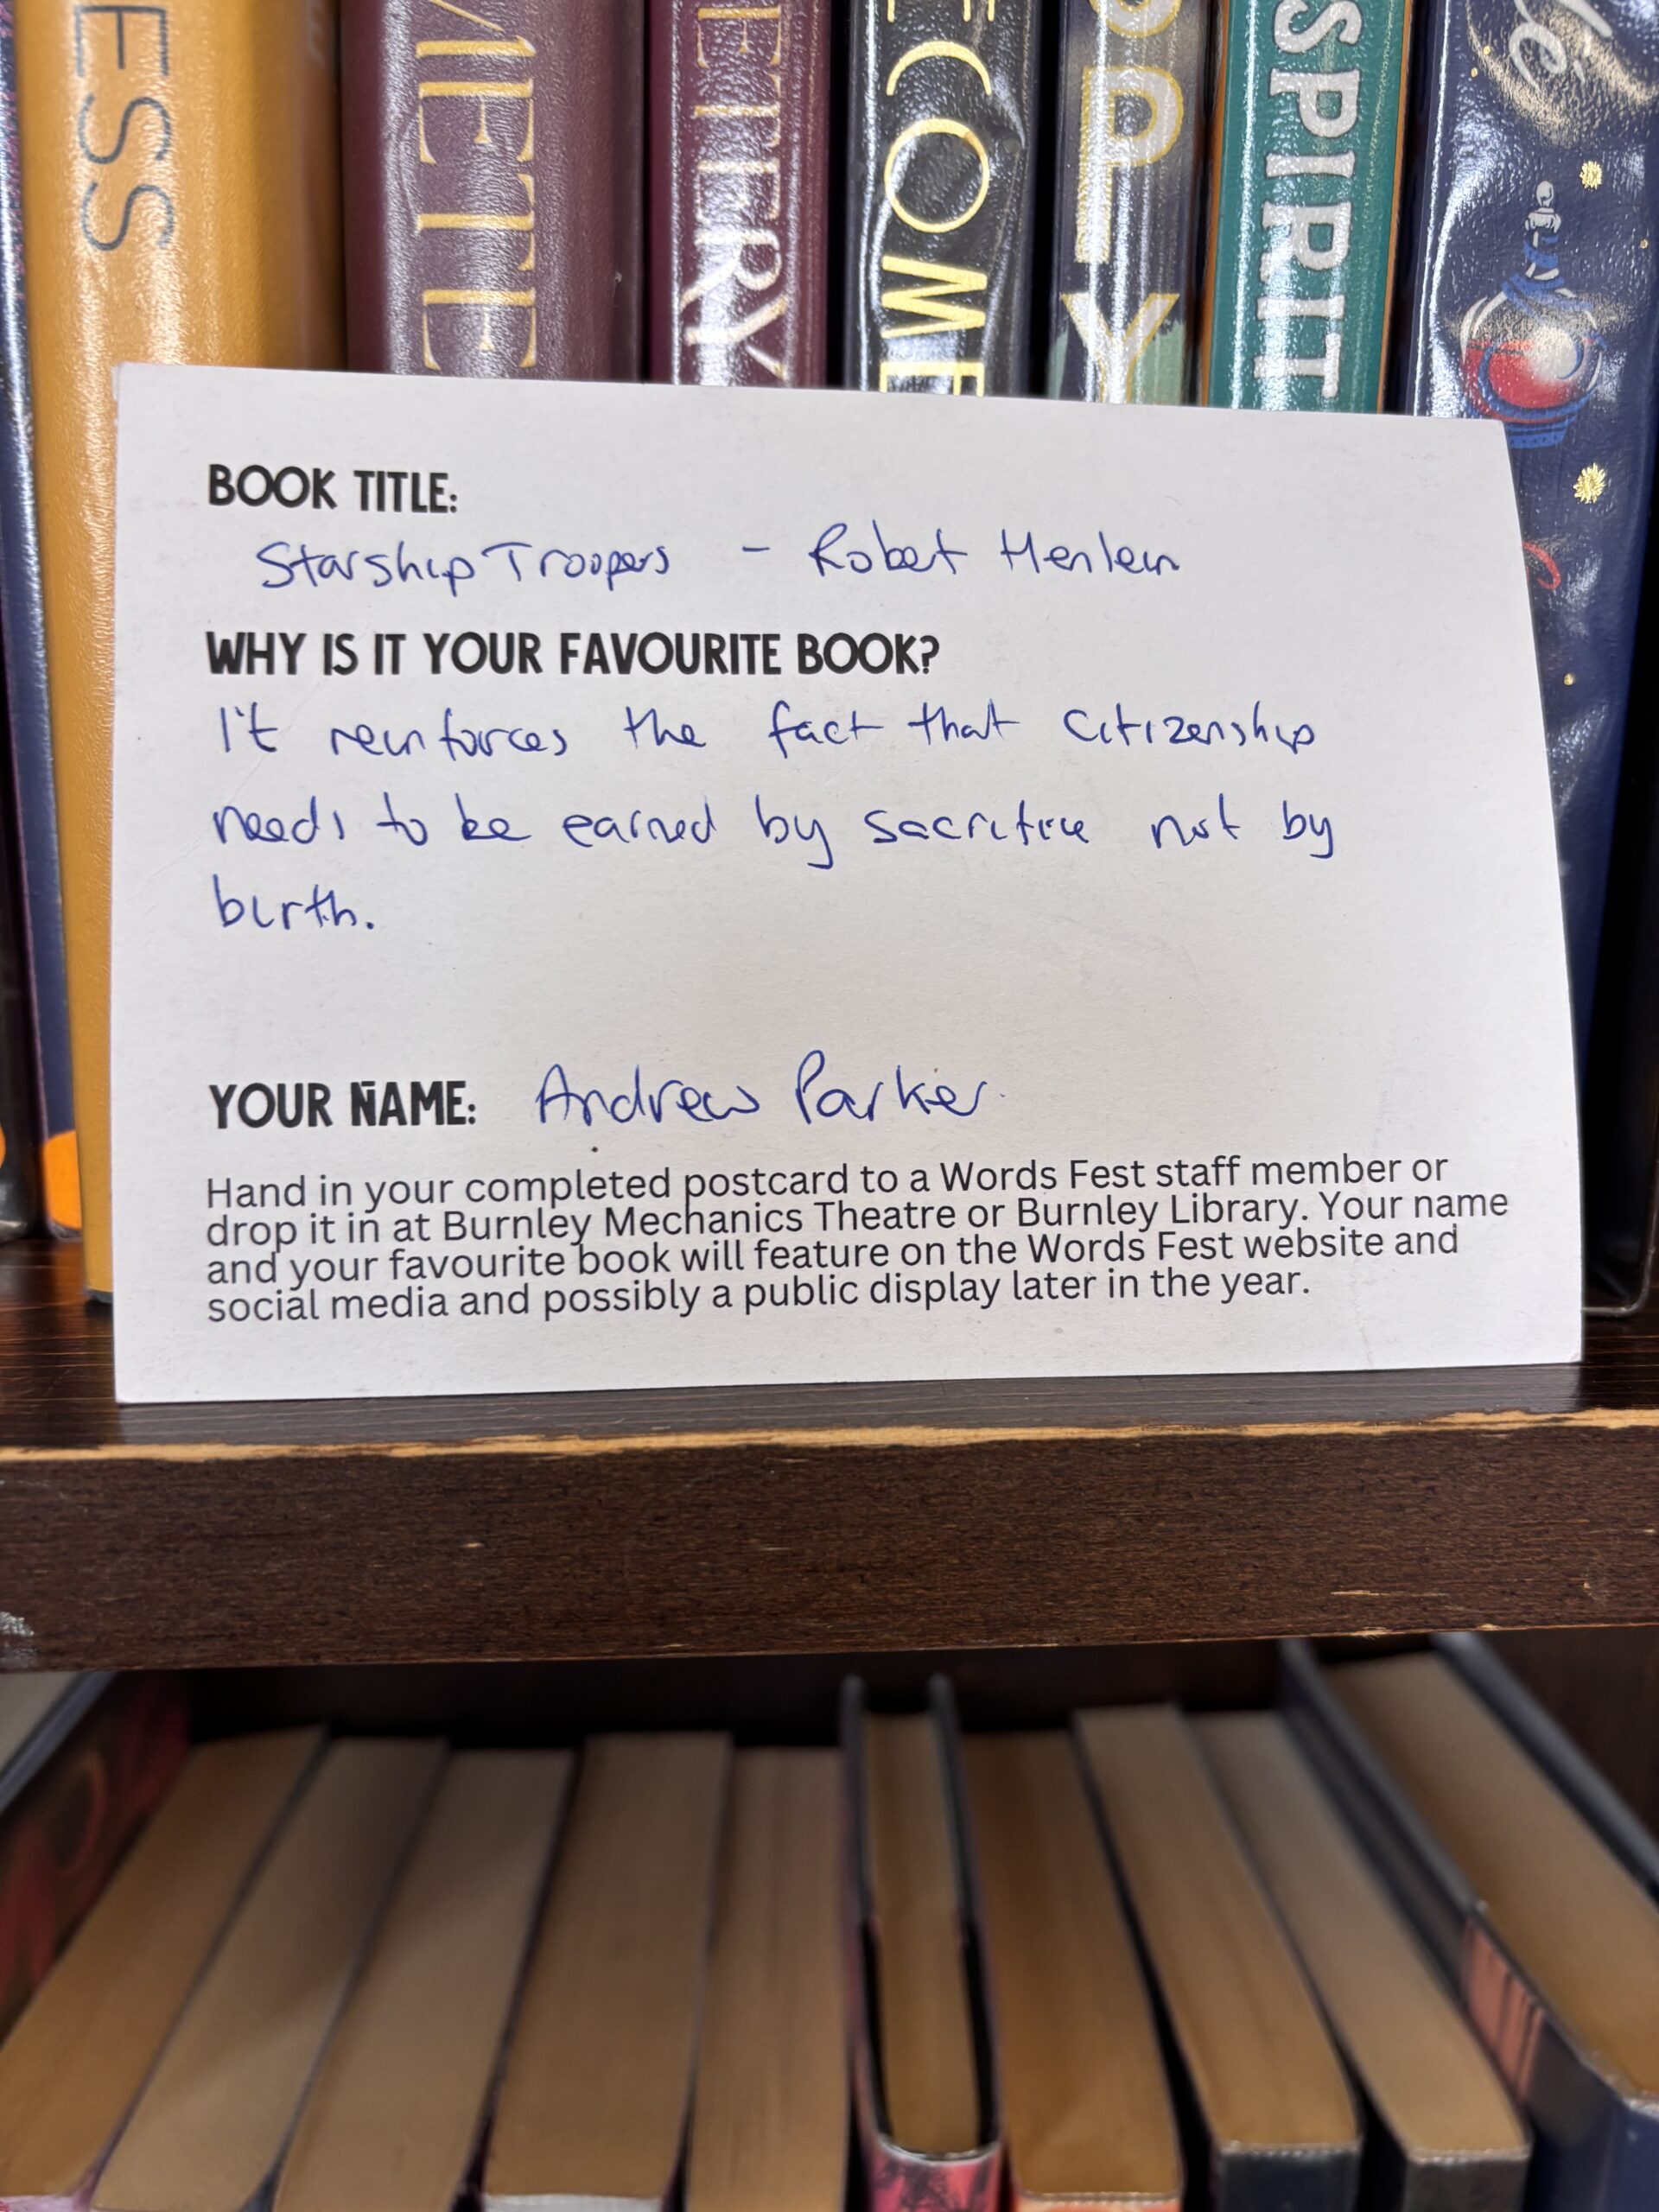 ESS
METE
ETERY
ECOME
OPY
SPIRIT
BOOK TITLE:
Starship Troopers - Robert Henlein
WHY IS IT YOUR FAVOURITE BOOK?
It reinforces the fact that citizenship
needs to be earned by sacrifice not by
birth.
YOUR NAME: Andrew Parker.
Hand in your completed postcard to a Words Fest staff member or
drop it in at Burnley Mechanics Theatre or Burnley Library. Your name
and your favourite book will feature on the Words Fest website and
social media and possibly a public display later in the year.